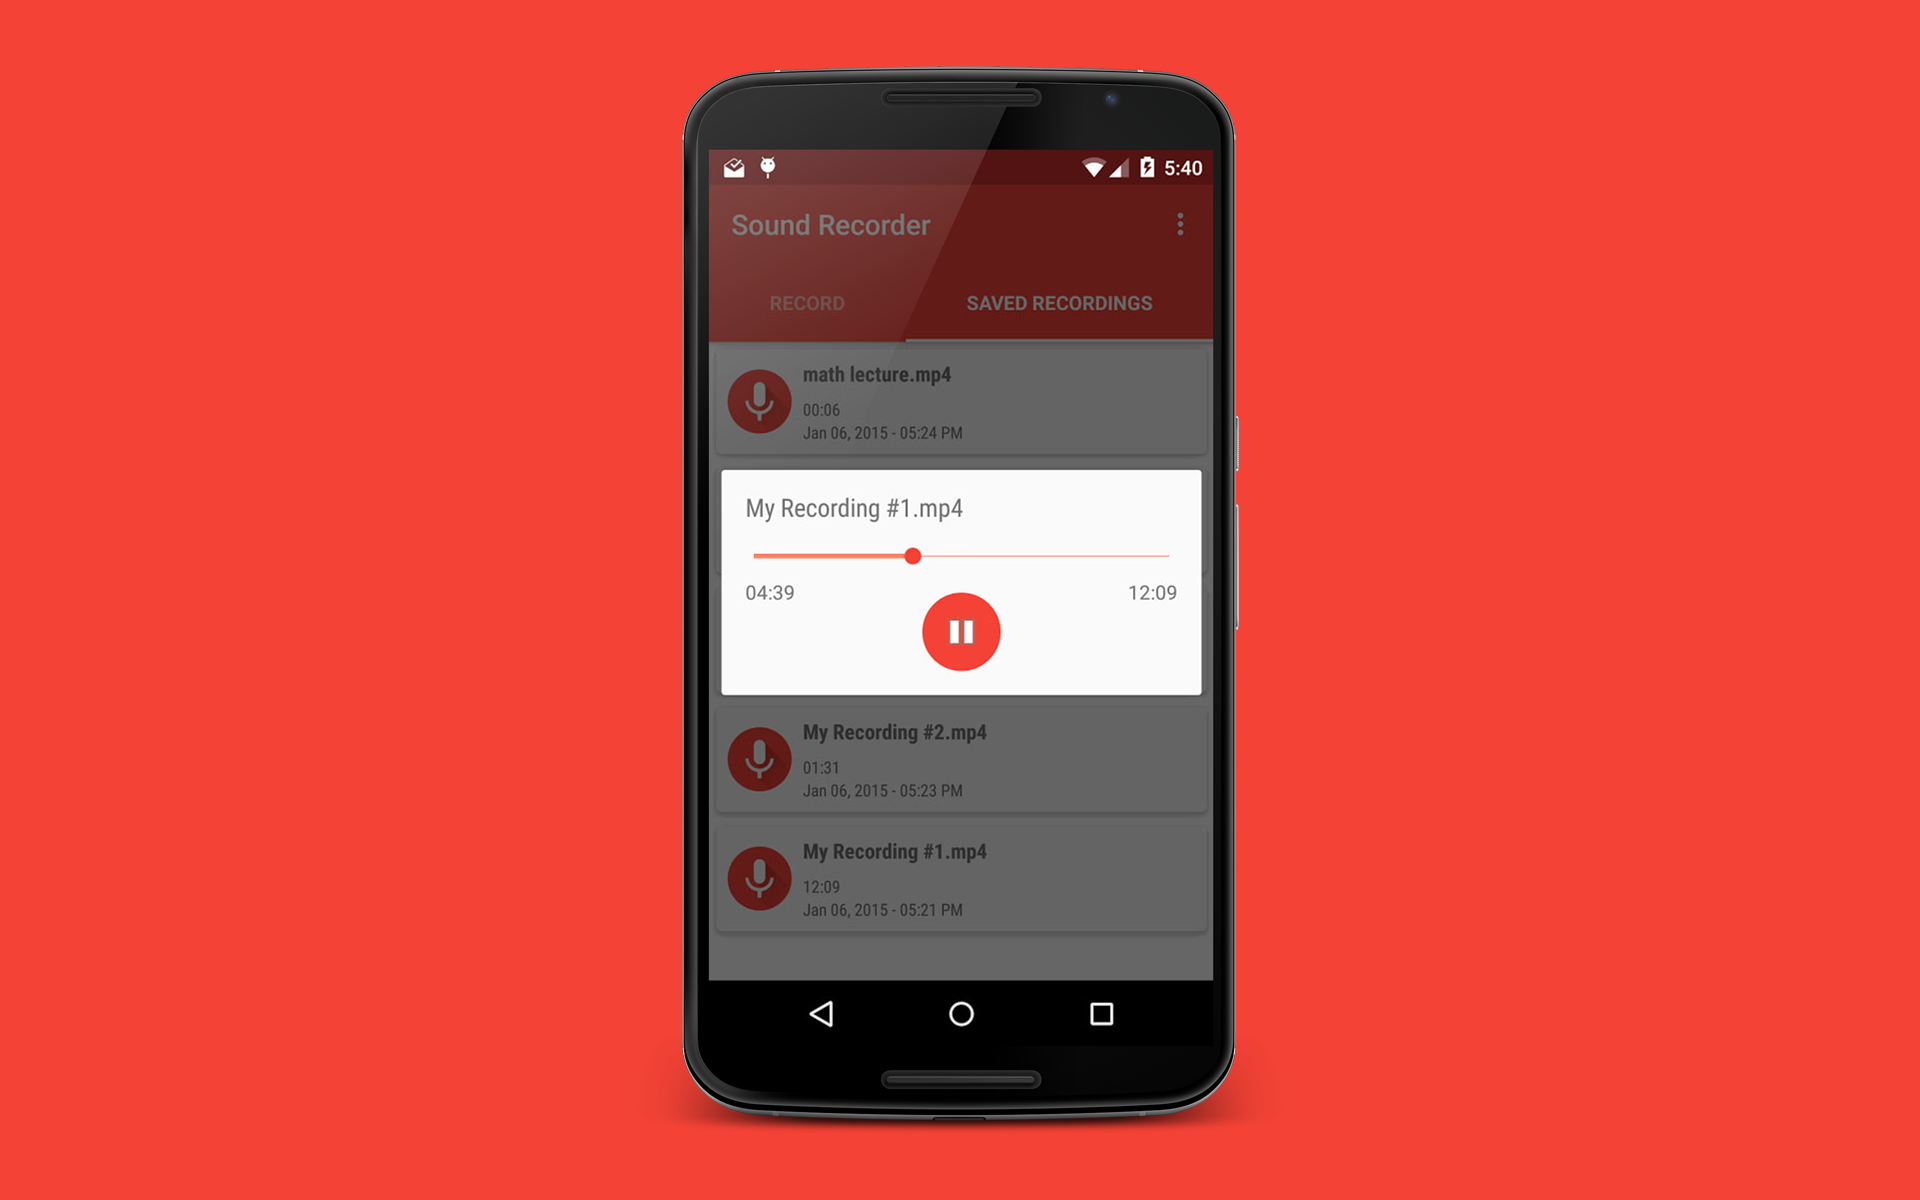 5:40
Sound Recorder
RECORD
SAVED RECORDINGS
math lecture.mp4
00:06
Jan 06, 2015 - 05:24 PM
My Recording #1.mp4
04:39
12:09
My Recording #2.mp4
01:31
Jan 06, 2015 - 05:23 PM
My Recording #1.mp4
12:09
Jan 06, 2015 - 05:21 PM